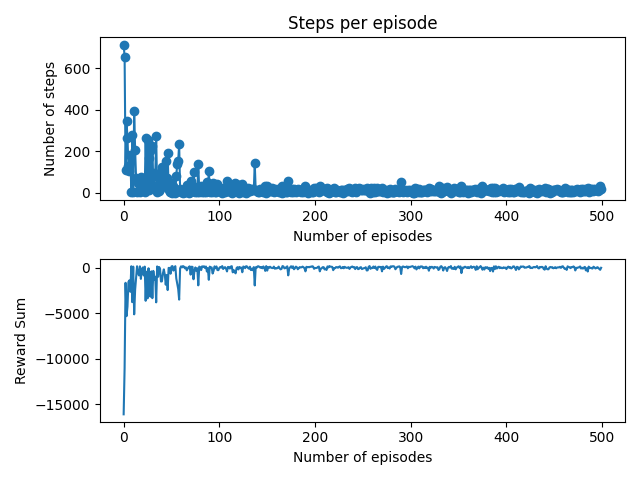 Steps per episode
Number of steps
600
400
200
0
0 100 200 300 400 500
Number of episodes
Reward Sum
0
−5000
−10000
−15000
0 100 200 300 400 500
Number of episodes